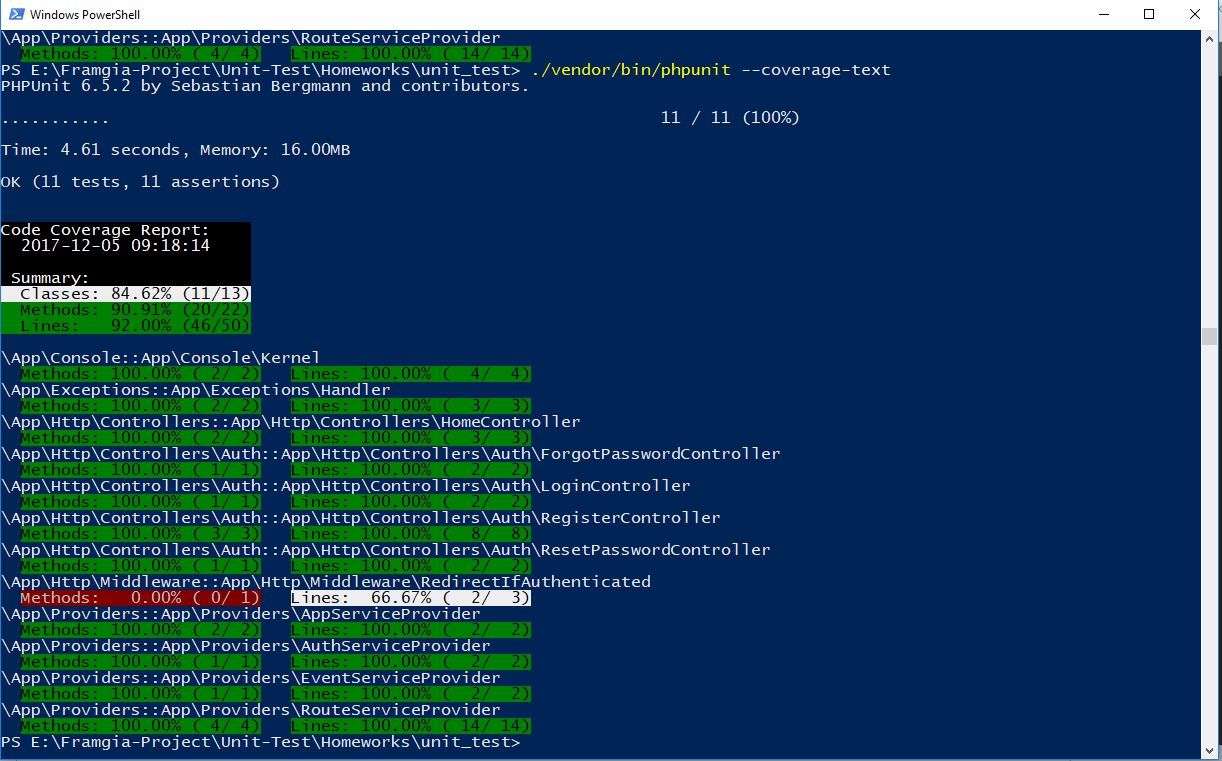 Windows PowerShell
\App\Providers::App\Providers\RouteServiceProvider
  Methods: 100.00% ( 4/ 4)   Lines: 100.00% ( 14/ 14)
PS E:\Framgia-Project\Unit-Test\Homeworks\unit_test> ./vendor/bin/phpunit --coverage-text
PHPUnit 6.5.2 by Sebastian Bergmann and contributors.
...........                                                       11 / 11 (100%)
Time: 4.61 seconds, Memory: 16.00MB
OK (11 tests, 11 assertions)
Code Coverage Report:
  2017-12-05 09:18:14
 Summary:
  Classes: 84.62% (11/13)
  Methods: 90.91% (20/22)
  Lines:   92.00% (46/50)
\App\Console::App\Console\Kernel
  Methods: 100.00% ( 2/ 2)   Lines: 100.00% (  4/  4)
\App\Exceptions::App\Exceptions\Handler
  Methods: 100.00% ( 2/ 2)   Lines: 100.00% (  3/  3)
\App\Http\Controllers::App\Http\Controllers\HomeController
  Methods: 100.00% ( 2/ 2)   Lines: 100.00% (  3/  3)
\App\Http\Controllers\Auth::App\Http\Controllers\Auth\ForgotPasswordController
  Methods: 100.00% ( 1/ 1)   Lines: 100.00% (  2/  2)
\App\Http\Controllers\Auth::App\Http\Controllers\Auth\LoginController
  Methods: 100.00% ( 1/ 1)   Lines: 100.00% (  2/  2)
\App\Http\Controllers\Auth::App\Http\Controllers\Auth\RegisterController
  Methods: 100.00% ( 3/ 3)   Lines: 100.00% (  8/  8)
\App\Http\Controllers\Auth::App\Http\Controllers\Auth\ResetPasswordController
  Methods: 100.00% ( 1/ 1)   Lines: 100.00% (  2/  2)
\App\Http\Middleware::App\Http\Middleware\RedirectIfAuthenticated
  Methods:   0.00% ( 0/ 1)   Lines:  66.67% (  2/  3)
\App\Providers::App\Providers\AppServiceProvider
  Methods: 100.00% ( 2/ 2)   Lines: 100.00% (  2/  2)
\App\Providers::App\Providers\AuthServiceProvider
  Methods: 100.00% ( 1/ 1)   Lines: 100.00% (  2/  2)
\App\Providers::App\Providers\EventServiceProvider
  Methods: 100.00% ( 1/ 1)   Lines: 100.00% (  2/  2)
\App\Providers::App\Providers\RouteServiceProvider
  Methods: 100.00% ( 4/ 4)   Lines: 100.00% ( 14/ 14)
PS E:\Framgia-Project\Unit-Test\Homeworks\unit_test>